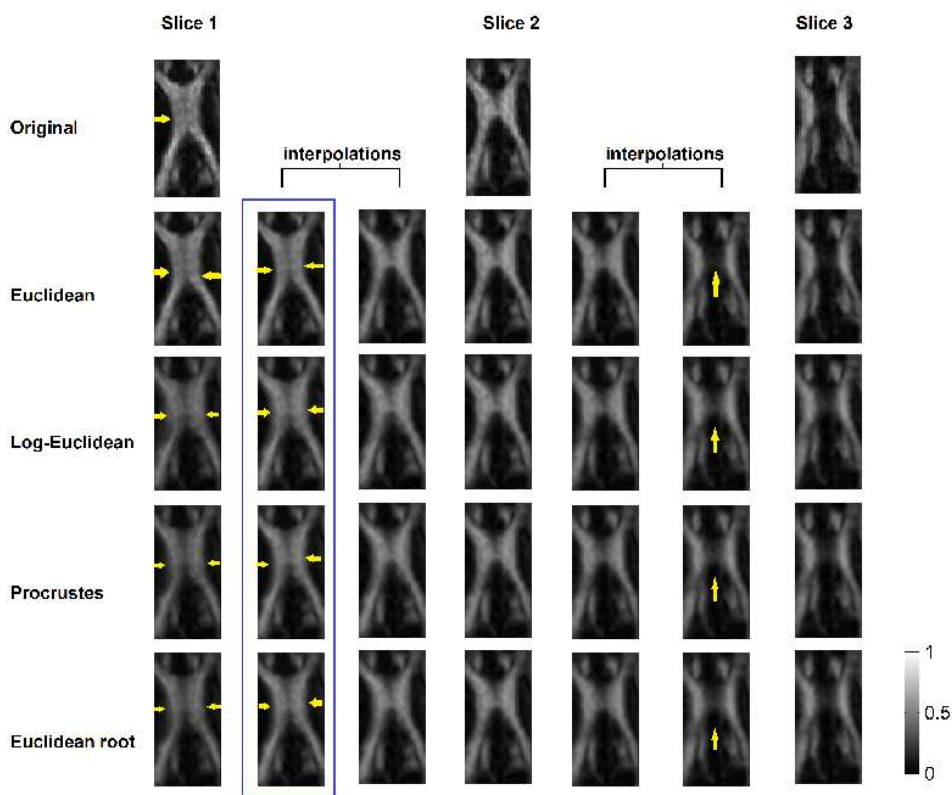 Slice 1
Slice 2
Slice 3
Original
interpolations
interpolations
Euclidean
Log-Euclidean
Procrustes
Euclidean root
1
0.5
0